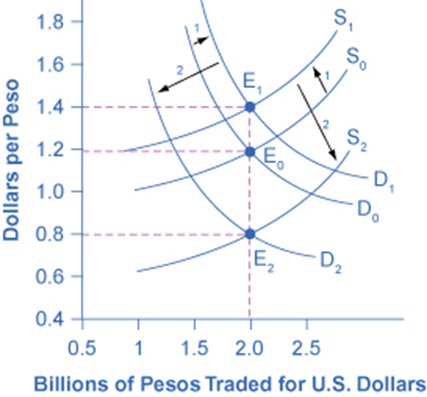 1.8
1.6
1.4
1.2
1.0
0.8
0.6
0.4
Dollars per Peso
S1
S0
S2
E1
E0
E2
D1
D0
D2
1
2
1
2
0.5
1
1.5
2.0
2.5
Billions of Pesos Traded for U.S. Dollars